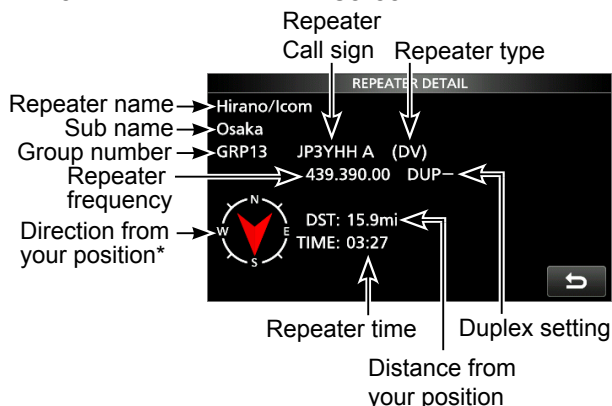 Repeater
Call sign
Repeater type
REPEATER DETAIL
Repeater name
Hirano/Icom
Sub name
Osaka
Group number
GRP13 JP3YHH A (DV)
Repeater
frequency
439.390.00 DUP–
N
W
E
S
Direction from
your position*
DST: 15.9mi
TIME: 03:27
Repeater time
Duplex setting
Distance from
your position